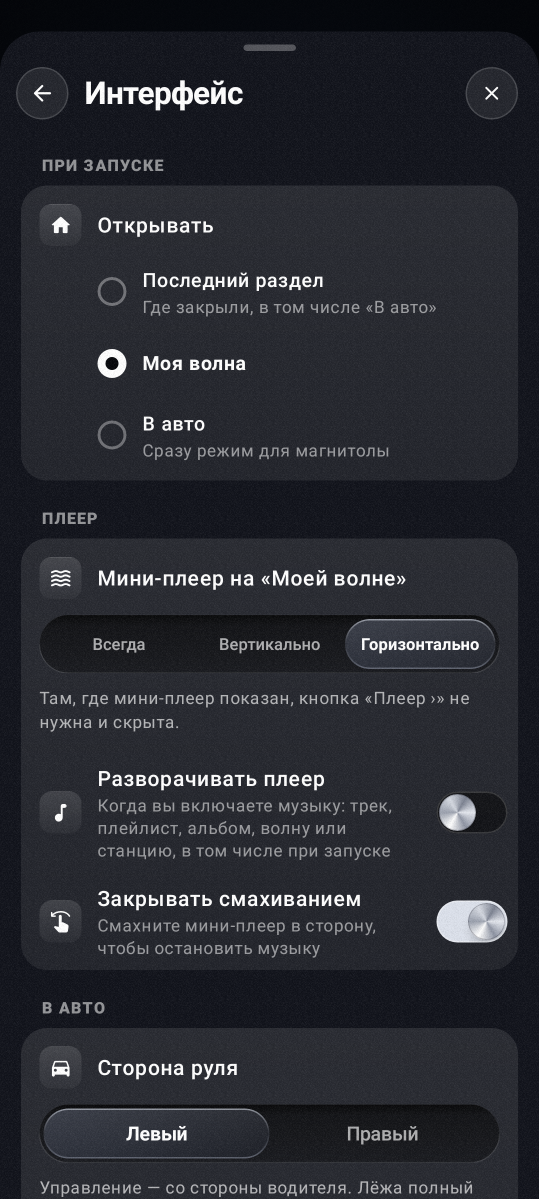 Интерфейс
ПРИ ЗАПУСКЕ
Открывать
Последний раздел
Где закрыли, в том числе «В авто»
Моя волна
В авто
Сразу режим для магнитолы
ПЛЕЕР
Мини-плеер на «Моей волне»
Всегда Вертикально Горизонтально
Там, где мини-плеер показан, кнопка «Плеер ›» не
нужна и скрыта.
Разворачивать плеер
Когда вы включаете музыку: трек,
плейлист, альбом, волну или
станцию, в том числе при запуске
Закрывать смахиванием
Смахните мини-плеер в сторону,
чтобы остановить музыку
В АВТО
Сторона руля
Левый Правый
Управление — со стороны водителя. Лёжа полный